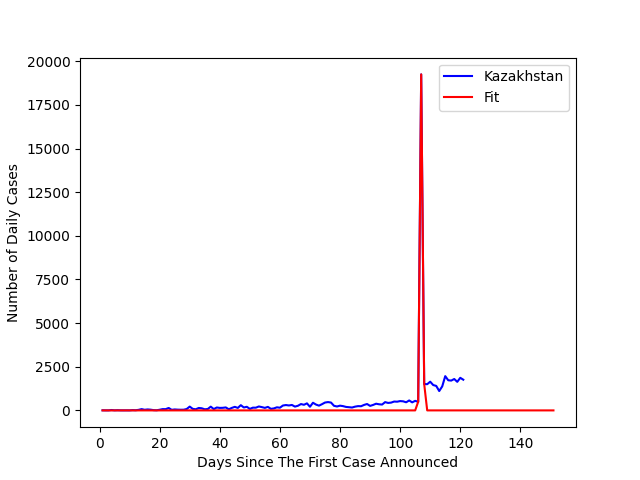 Kazakhstan
Fit
20000
17500
15000
12500
10000
7500
5000
2500
0
Number of Daily Cases
0 20 40 60 80 100 120 140
Days Since The First Case Announced